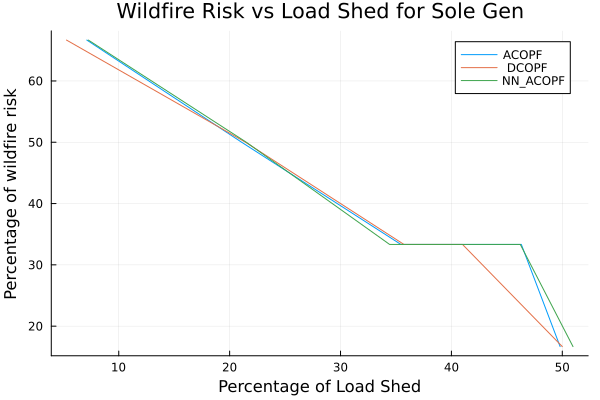 Wildfire Risk vs Load Shed for Sole Gen
ACOPF
DCOPF
NN_ACOPF
Percentage of wildfire risk
60
50
40
30
20
10
20
30
40
50
Percentage of Load Shed